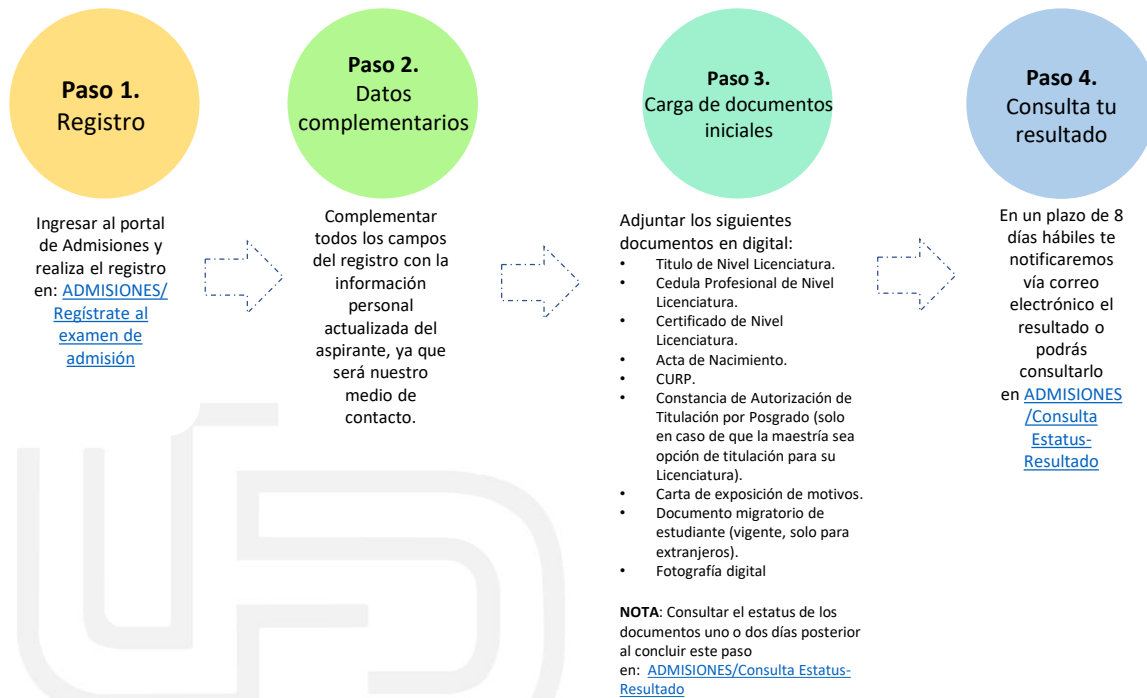 Paso 1.
Registro
Ingresar al portal
de Admisiones y
realiza el registro
en: ADMISIONES/
Regístrate al
examen de
admisión
Paso 2.
Datos
complementarios
Complementar
todos los campos
del registro con la
información
personal
actualizada del
aspirante, ya que
será nuestro
medio de
contacto.
Paso 3.
Carga de documentos
iniciales
Adjuntar los siguientes
documentos en digital:
• Titulo de Nivel Licenciatura.
• Cedula Profesional de Nivel
Licenciatura.
• Certificado de Nivel
Licenciatura.
• Acta de Nacimiento.
• CURP.
• Constancia de Autorización de
Titulación por Posgrado (solo
en caso de que la maestría sea
opción de titulación para su
Licenciatura).
• Carta de exposición de motivos.
• Documento migratorio de
estudiante (vigente, solo para
extranjeros).
• Fotografía digital
NOTA: Consultar el estatus de los
documentos uno o dos días posterior
al concluir este paso
en: ADMISIONES/Consulta Estatus-
Resultado
Paso 4.
Consulta tu
resultado
En un plazo de 8
días hábiles te
notificaremos
vía correo
electrónico el
resultado o
podrás
consultarlo
en ADMISIONES
/Consulta
Estatus-
Resultado